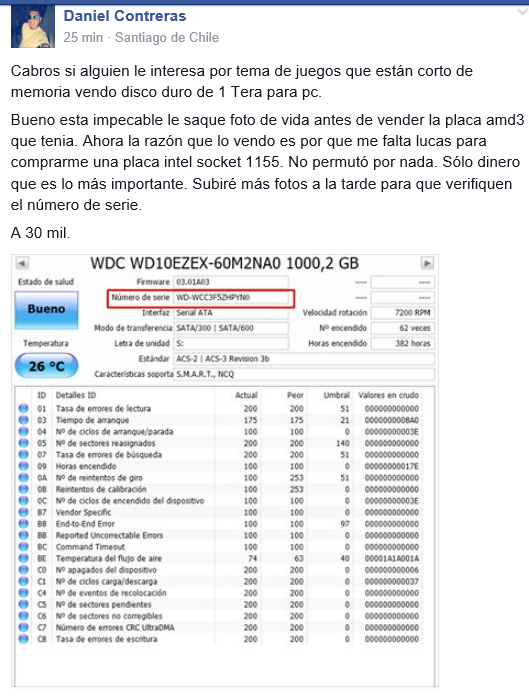 Daniel Contreras
25 min · Santiago de Chile
Cabros si alguien le interesa por tema de juegos que están corto de
memoria vendo disco duro de 1 Tera para pc.
Bueno esta impecable le saque foto de vida antes de vender la placa amd3
que tenia. Ahora la razón que lo vendo es por que me falta lucas para
comprarme una placa intel socket 1155. No permutó por nada. Sólo dinero
que es lo más importante. Subiré más fotos a la tarde para que verifiquen
el número de serie.
A 30 mil.
WDC WD10EZEX-60M2NA0 1000,2 GB
Estado de salud Firmware 03.01A03 ----  ----
Bueno Número de serie WD-WCC3F5ZHPYN0 ---- ----
Interfaz Serial ATA Velocidad rotación 7200 RPM
Modo de transferencia SATA/300 | SATA/600 Nº encendido 62 veces
Temperatura Letra de unidad S: Horas encendido 382 horas
26 °C Estándar ACS-2 | ACS-3 Revision 3b
Características soporta S.M.A.R.T., NCQ
ID Detalles ID Actual Peor Umbral Valores en crudo
01 Tasa de errores de lectura 200 200 51 000000000000
03 Tiempo de arranque 175 175 21 0000000008A0
04 Nº de ciclos de arranque/parada 100 100 0 00000000003E
05 Nº de sectores reasignados 200 200 140 000000000000
07 Tasa de errores de búsqueda 200 200 51 000000000000
09 Horas encendido 100 100 0 00000000017E
0A Nº de reintentos de giro 100 253 51 000000000000
0B Reintentos de calibración 100 253 0 000000000000
0C Nº de ciclos de encendido del dispositivo 100 100 0 00000000003E
B7 Vendor Specific 100 100 0 000000000000
B8 End-to-End Error 100 100 97 000000000000
BB Reported Uncorrectable Errors 100 100 0 000000000000
BC Command Timeout 100 100 0 000000000000
BE Temperatura del flujo de aire 74 63 40 00001A1A001A
C0 Nº apagados del dispositivo 200 200 0 000000000006
C1 Nº de ciclos carga/descarga 200 200 0 000000000037
C4 Nº de eventos de recolocación 200 200 0 000000000000
C5 Nº de sectores pendientes 200 200 0 000000000000
C6 Nº de sectores no corregibles 200 200 0 000000000000
C7 Número de errores CRC UltraDMA 200 200 0 000000000000
C8 Tasa de errores de escritura 200 200 0 000000000000